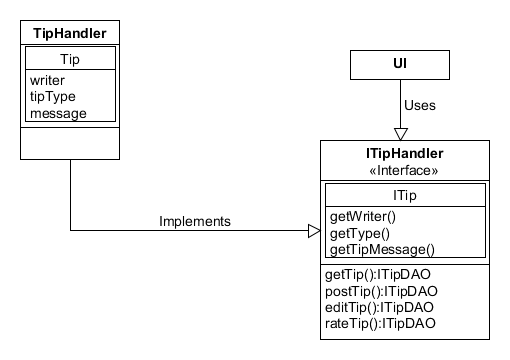 TipHandler
Tip
writer
tipType
message
UI
Uses
ITipHandler
«Interface»
ITip
getWriter()
getType()
getTipMessage()
getTip():ITipDAO
postTip():ITipDAO
editTip():ITipDAO
rateTip():ITipDAO
Implements